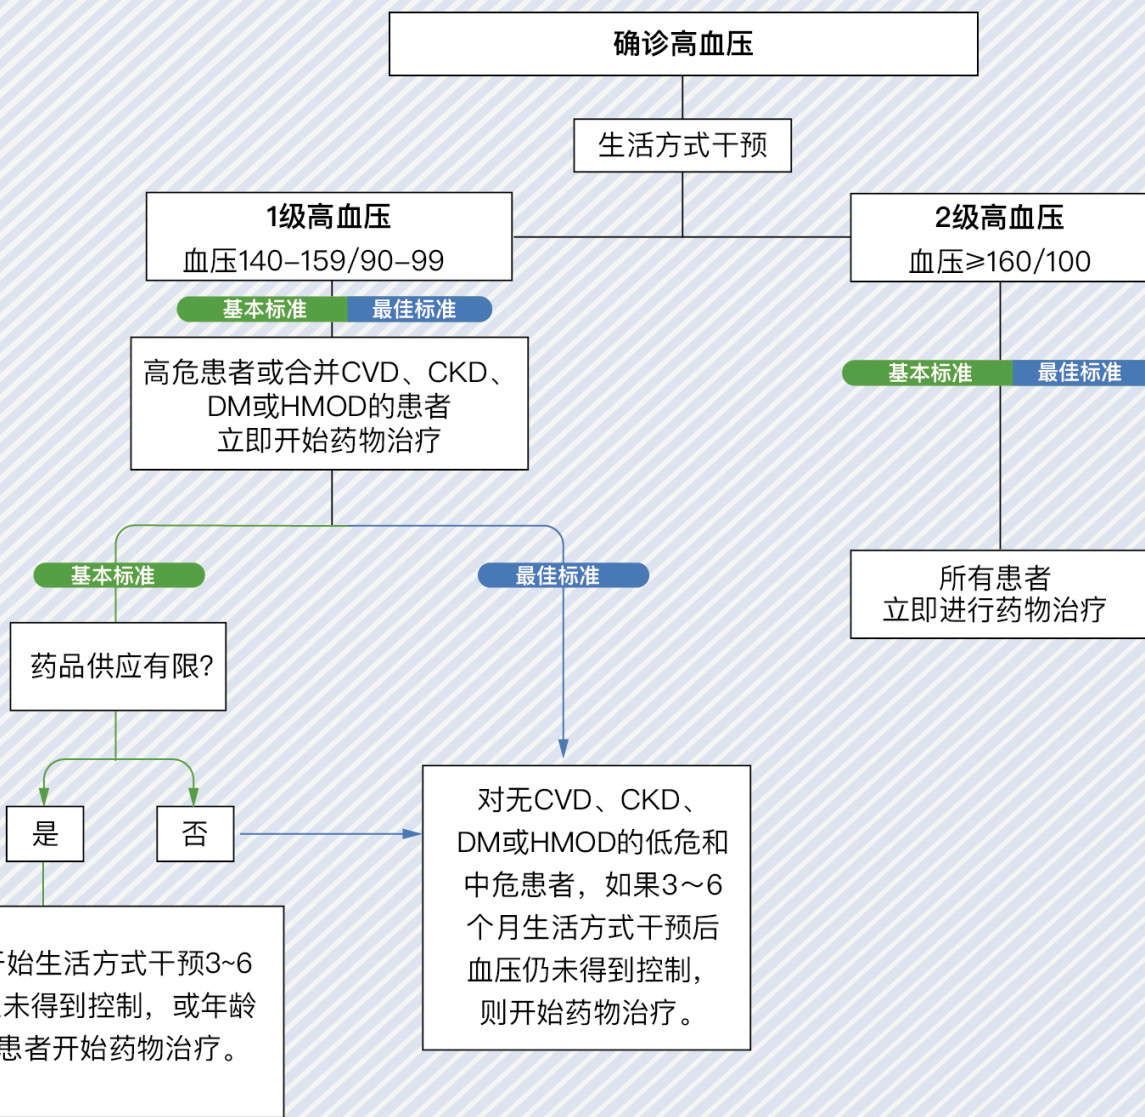 确诊高血压
生活方式干预
1级高血压
血压140–159/90–99
2级高血压
血压≥160/100
基本标准
最佳标准
高危患者或合并CVD、CKD、
DM或HMOD的患者
立即开始药物治疗
基本标准
最佳标准
所有患者
立即进行药物治疗
基本标准
最佳标准
药品供应有限?
是
否
对无CVD、CKD、
DM或HMOD的低危和
中危患者，如果3～6
个月生活方式干预后
血压仍未得到控制，
则开始药物治疗。
始生活方式干预3~6
未得到控制，或年龄
患者开始药物治疗。